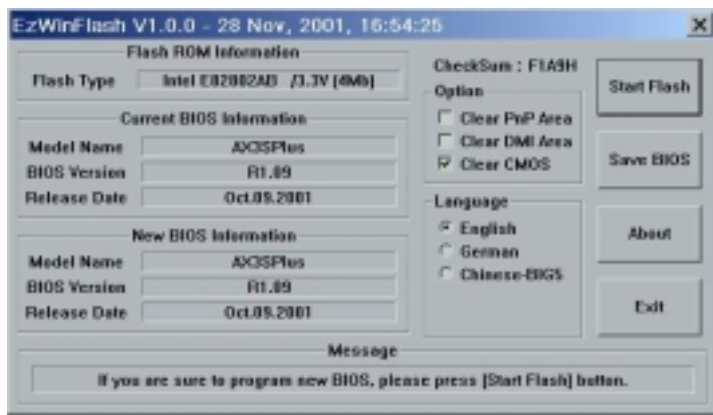 EzWinFlash V1.0.0 - 28 Nov, 2001, 16:54:25
Flash ROM Information
Flash Type Intel E82802AB /3.3V (4Mb)
Current BIOS Information
Model Name AX3SPlus
BIOS Version R1.09
Release Date Oct.09.2001
New BIOS Information
Model Name AX3SPlus
BIOS Version R1.09
Release Date Oct.09.2001
CheckSum : F1A9H
Option
Clear PnP Area
Clear DMI Area
Clear CMOS
Language
English
German
Chinese-BIG5
Start Flash
Save BIOS
About
Exit
Message
If you are sure to program new BIOS, please press [Start Flash] button.